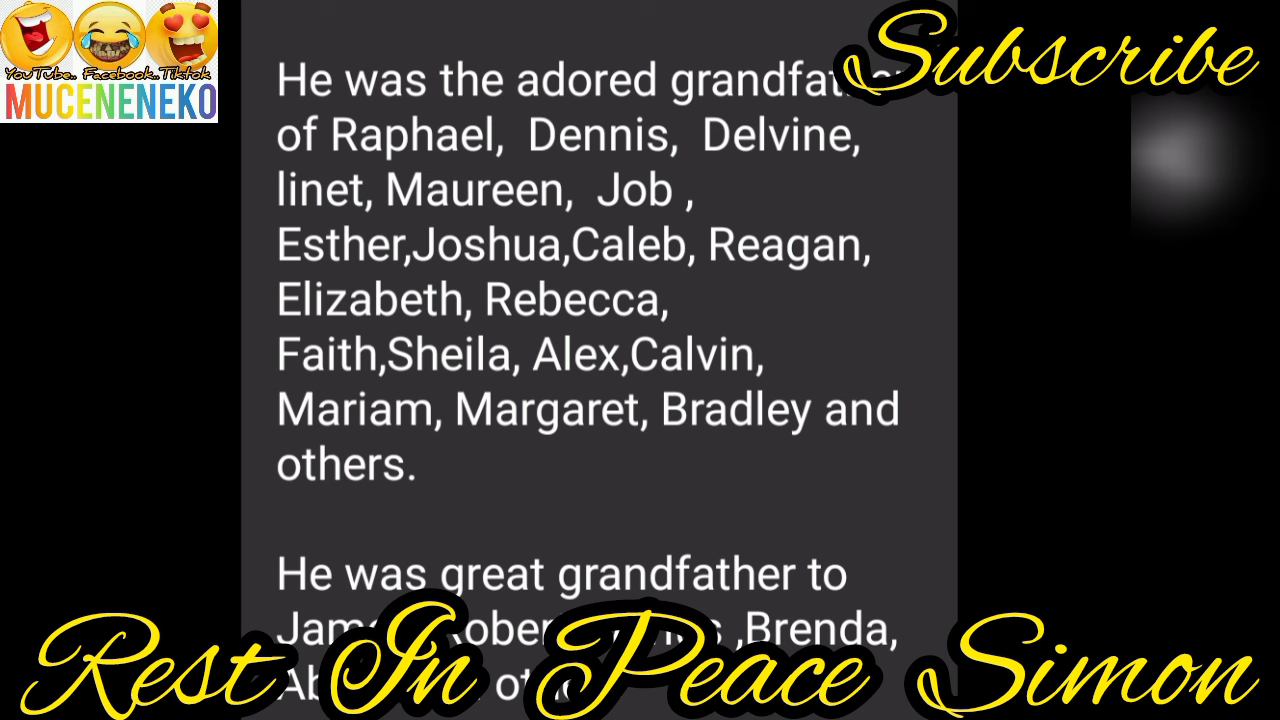 YouTube.. Facebook..Tiktok
MUCENENEKO
Subscribe
He was the adored
of Raphael, Dennis, Delvine,
linet, Maureen, Job ,
Esther,Joshua,Caleb, Reagan,
Elizabeth, Rebecca,
Faith,Sheila, Alex,Calvin,
Mariam, Margaret, Bradley and
others.
He was great grandfather to
,Brenda,
Rest In Peace Simon